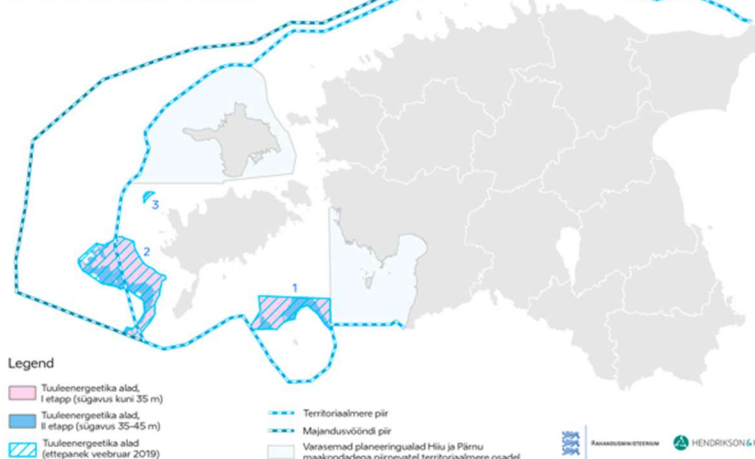 3
2
1
Legend
Tuuleenergeetika alad,
I etapp (sügavus kuni 35 m)
Tuuleenergeetika alad,
II etapp (sügavus 35-45 m)
Tuuleenergeetika alad
(ettepanek veebruar 2019)
Territoriaalmere piir
Majandusvööndi piir
Varasemad planeeringualad Hiiu ja Pärnu
maakondadega piirnevatel territoriaalmere osadel
RAHANDUSMINISTEERIUM
HENDRIKSON &